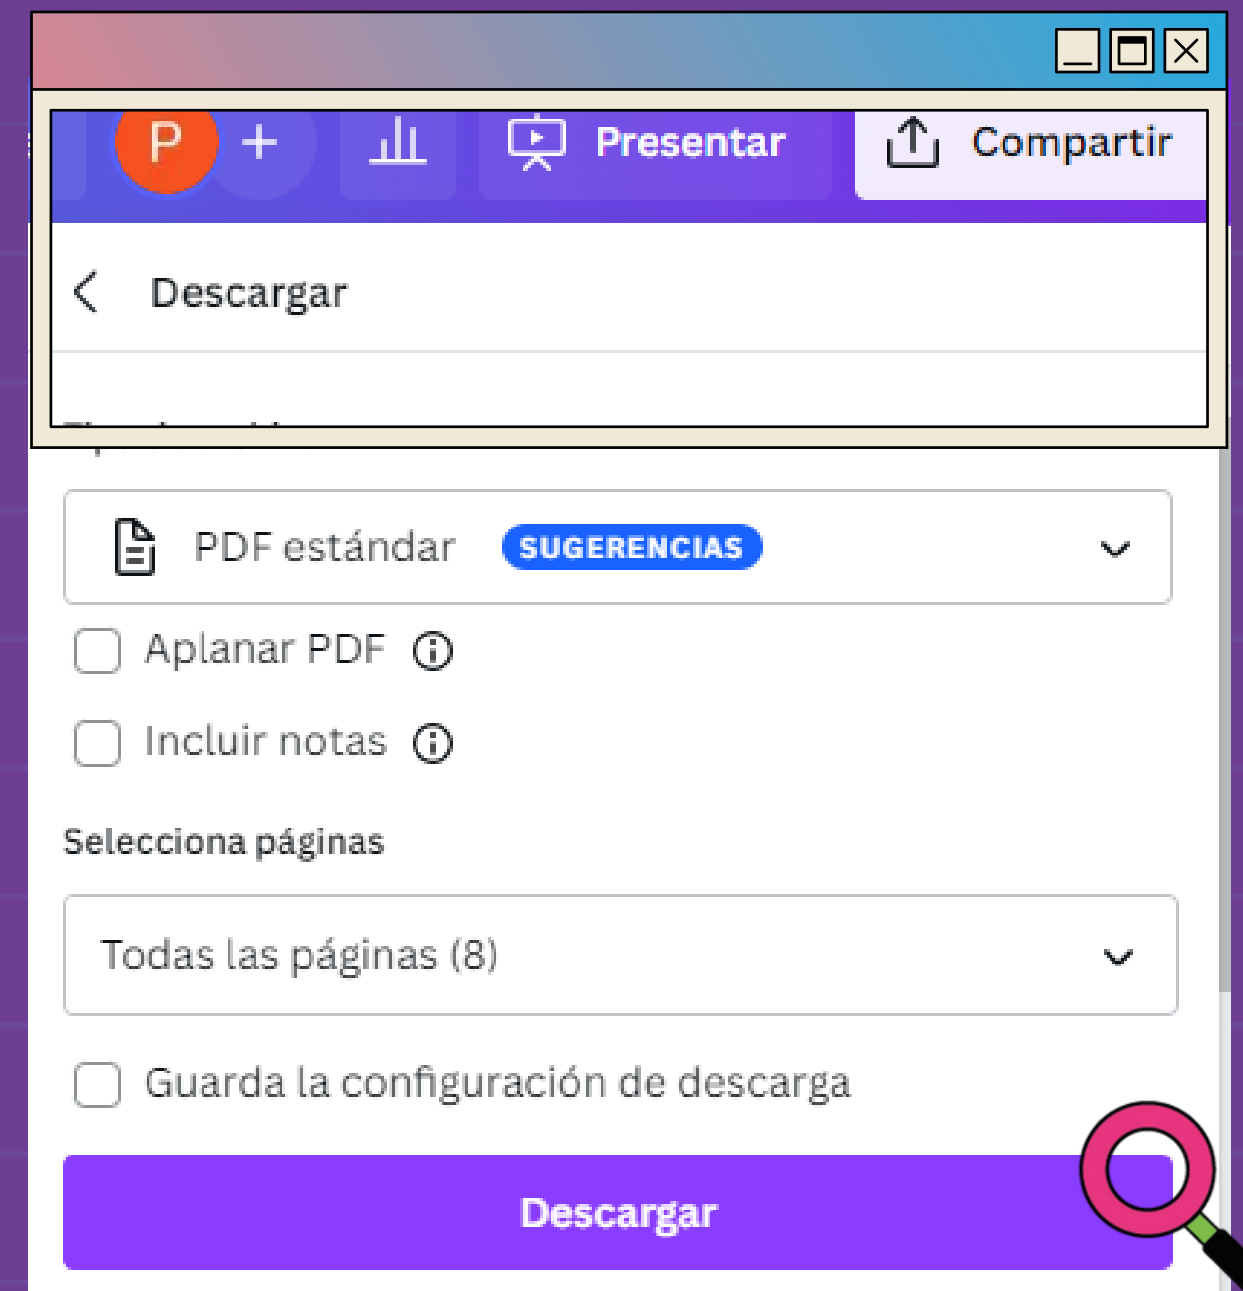 P + Presentar Compartir
Descargar
PDF estándar SUGERENCIAS
Aplanar PDF
Incluir notas
Selecciona páginas
Todas las páginas (8)
Guarda la configuración de descarga
Descargar